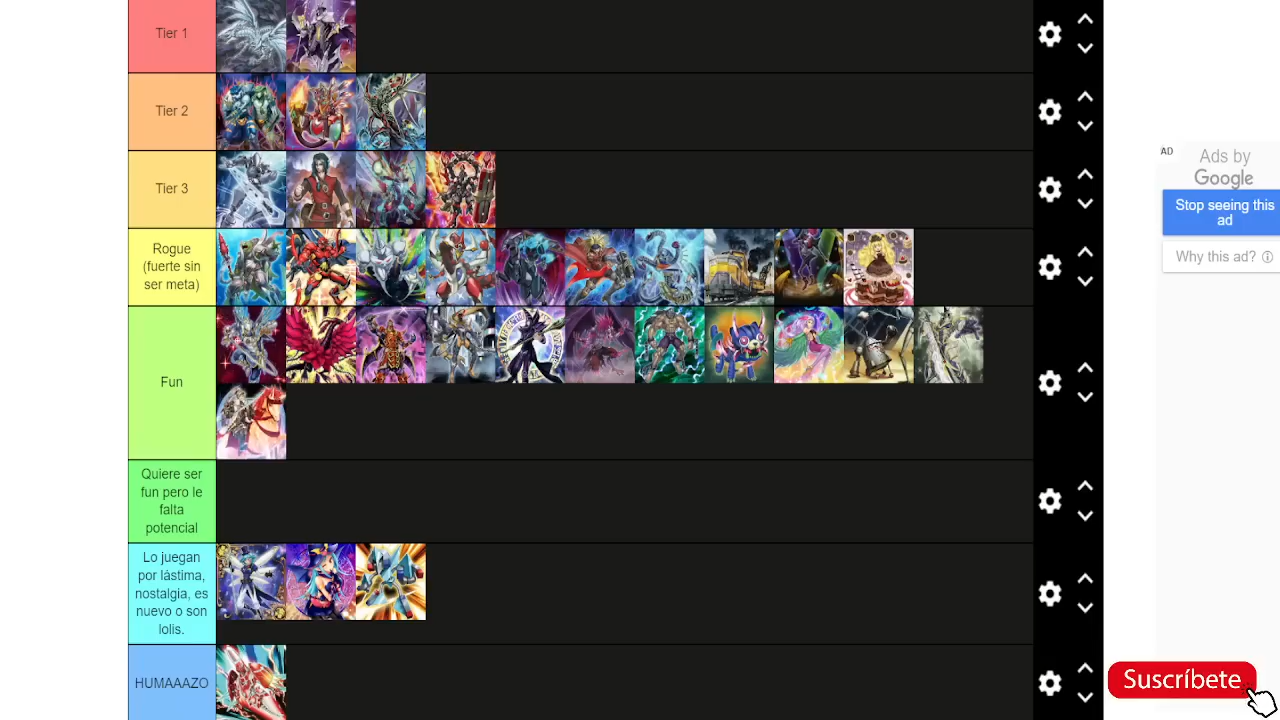 Tier 1
Tier 2
Tier 3
Rogue
(fuerte sin
ser meta)
Fun
Quiere ser
fun pero le
falta
potencial
Lo juegan
por lástima,
nostalgia, es
nuevo o son
lolis.
HUMAAAZO
AD
Ads by
Google
Stop seeing this
ad
Why this ad?
Suscríbete